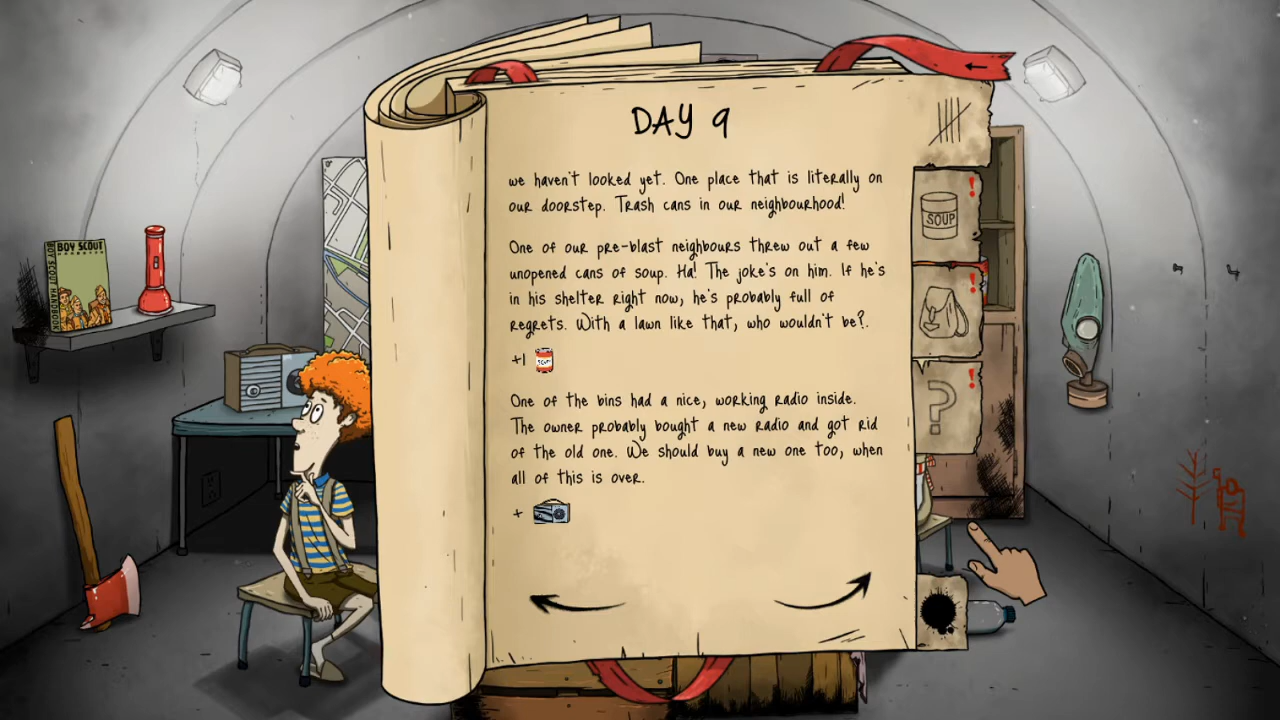 DAY 9
we haven't looked yet. One place that is literally on
our doorstep. Trash cans in our neighbourhood!
One of our pre-blast neighbours threw out a few
unopened cans of soup. Ha! The joke's on him. If he's
in his shelter right now, he's probably full of
regrets. With a lawn like that, who wouldn't be?.
+1 SOUP
One of the bins had a nice, working radio inside.
The owner probably bought a new radio and got rid
of the old one. We should buy a new one too, when
all of this is over.
+
!
SOUP
!
!
?
BOY SCOUT
BOY SCOUT HANDBOOK